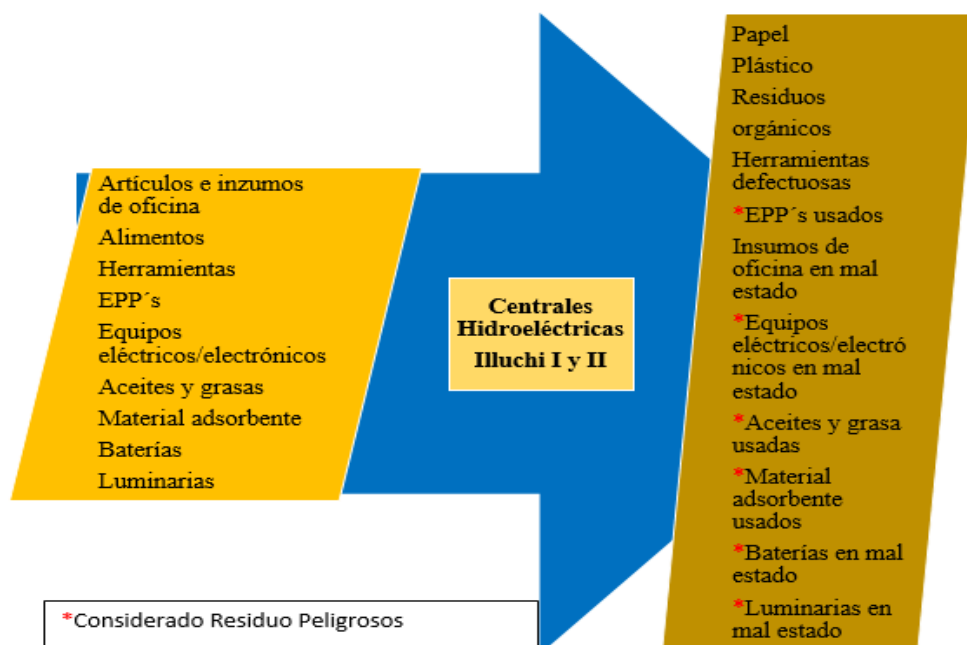 Artículos e inzumos
de oficina
Alimentos
Herramientas
EPP´s
Equipos
eléctricos/electrónicos
Aceites y grasas
Material adsorbente
Baterías
Luminarias
Centrales
Hidroeléctricas
Illuchi I y II
Papel
Plástico
Residuos
orgánicos
Herramientas
defectuosas
*EPP´s usados
Insumos de
oficina en mal
estado
*Equipos
eléctricos/electró
nicos en mal
estado
*Aceites y grasa
usadas
*Material
adsorbente
usados
*Baterías en mal
estado
*Luminarias en
mal estado
*Considerado Residuo Peligrosos